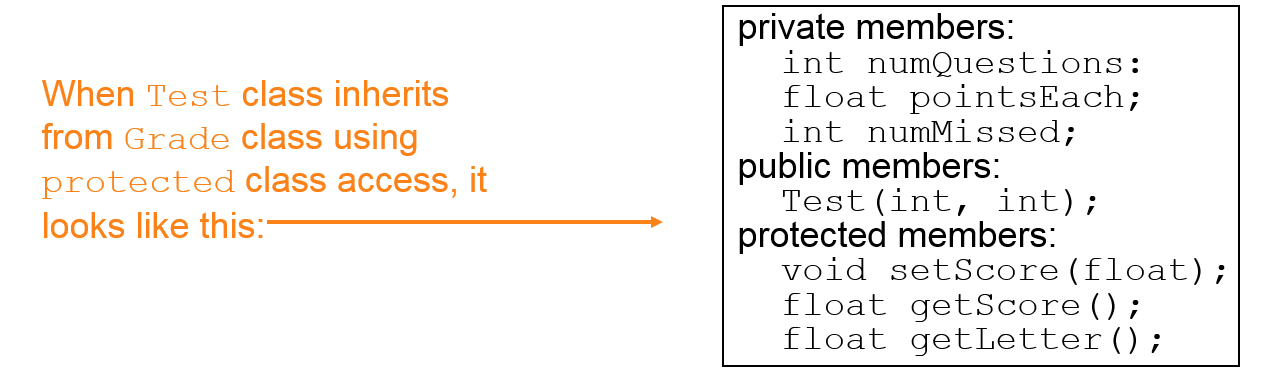 When Test class inherits
from Grade class using
protected class access, it
looks like this:
private members:
int numQuestions:
float pointsEach;
int numMissed;
public members:
Test(int, int);
protected members:
void setScore(float);
float getScore();
float getLetter();